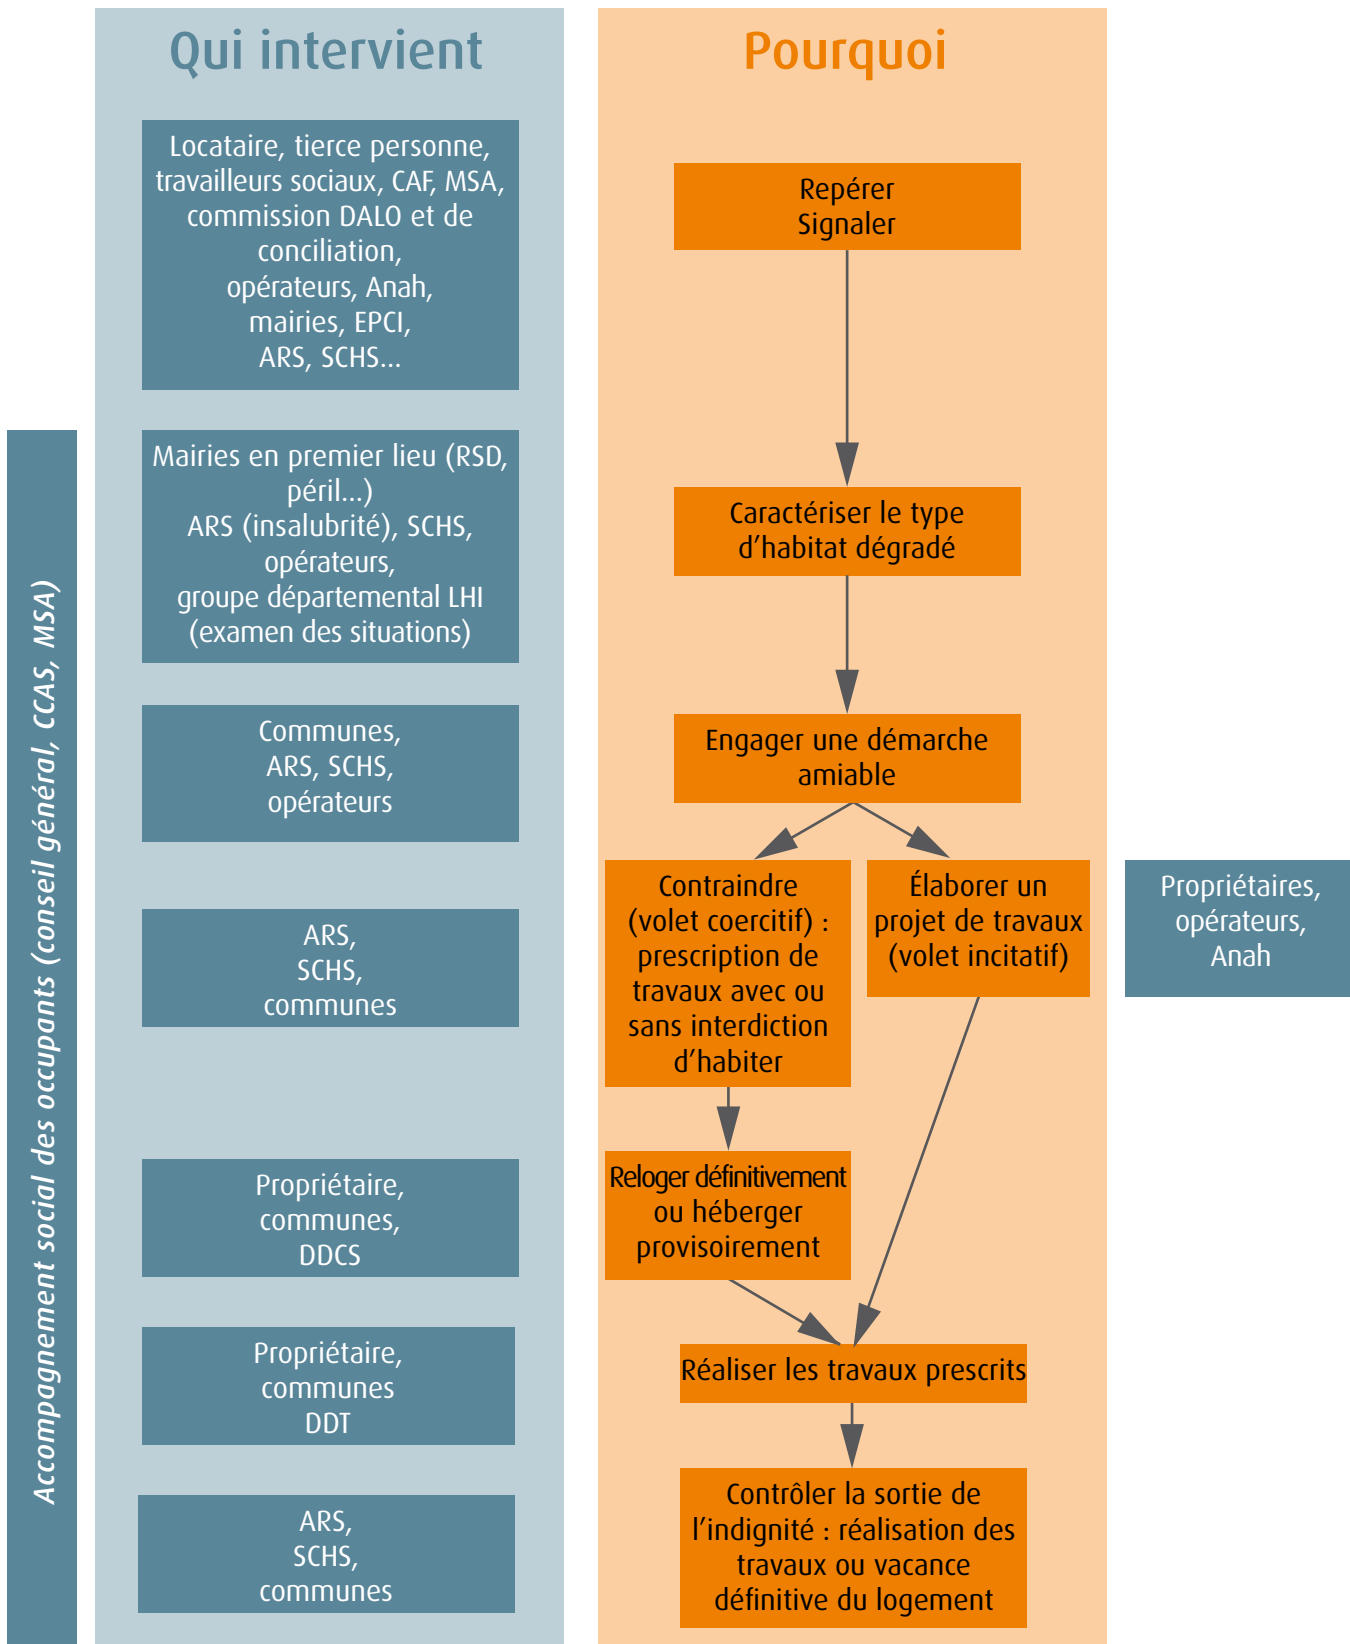 Qui intervient
Pourquoi
Locataire, tierce personne,
travailleurs sociaux, CAF, MSA,
commission DALO et de
conciliation,
opérateurs, Anah,
mairies, EPCI,
ARS, SCHS...
Repérer
Signaler
Accompagnement social des occupants (conseil général, CCAS, MSA)
Mairies en premier lieu (RSD,
péril...)
ARS (insalubrité), SCHS,
opérateurs,
groupe départemental LHI
(examen des situations)
Caractériser le type
d’habitat dégradé
Communes,
ARS, SCHS,
opérateurs
Engager une démarche
amiable
ARS,
SCHS,
communes
Contraindre
(volet coercitif) :
prescription de
travaux avec ou
sans interdiction
d’habiter
Élaborer un
projet de travaux
(volet incitatif)
Propriétaires,
opérateurs,
Anah
Propriétaire,
communes,
DDCS
Reloger définitivement
ou héberger
provisoirement
Propriétaire,
communes
DDT
Réaliser les travaux prescrits
ARS,
SCHS,
communes
Contrôler la sortie de
l’indignité : réalisation des
travaux ou vacance
définitive du logement